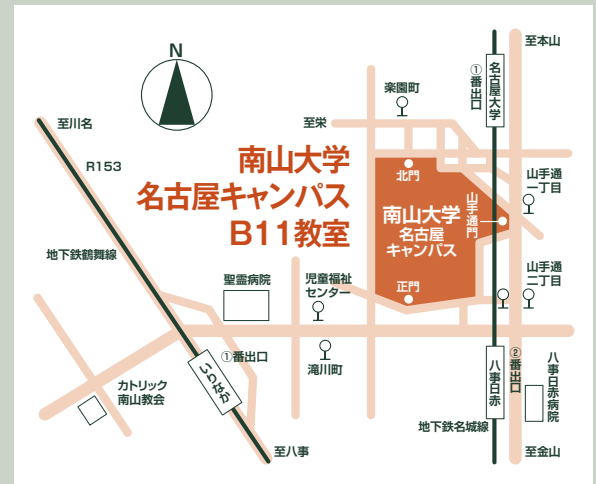 N
至本山
①番出口
名古屋大学
楽園町
至川名
至栄
R153
南山大学
名古屋キャンパス
B11教室
北門
山手通
一丁目
山手通門
南山大学
名古屋
キャンパス
地下鉄鶴舞線
聖霊病院
児童福祉
センター
正門
山手通
二丁目
①番出口
いりなか
滝川町
八事日赤
②番出口
八事日赤病院
カトリック
南山教会
地下鉄名城線
至八事
至金山